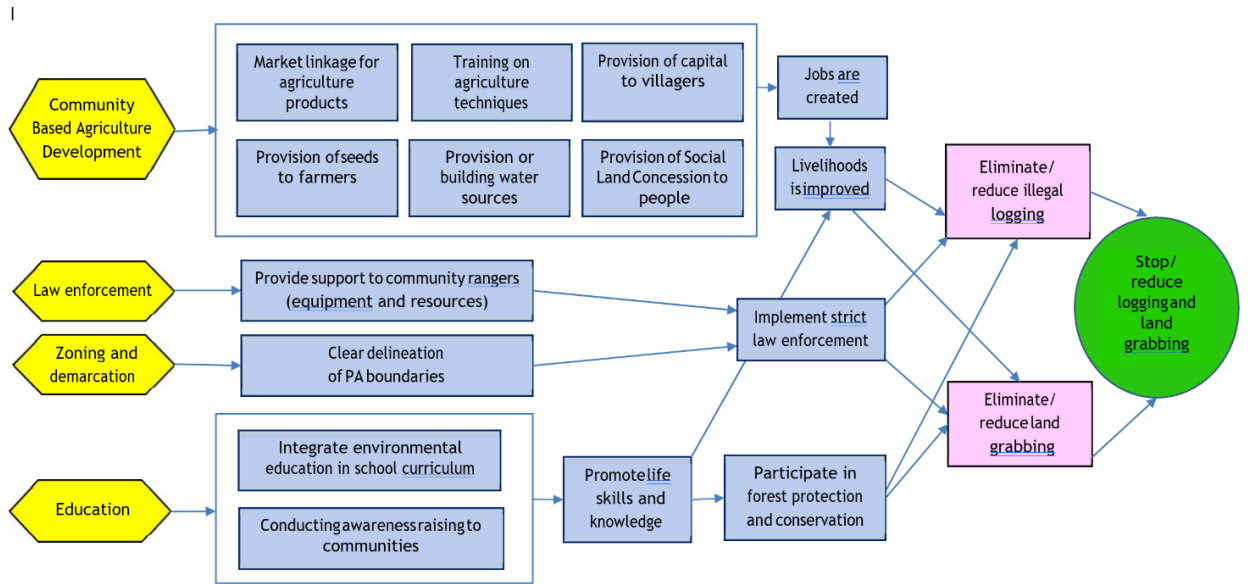 Community
Based Agriculture
Development
Market linkage for
agriculture
products
Training on
agriculture
techniques
Provision of capital
to villagers
Provision of seeds
to farmers
Provision or
building water
sources
Provision of Social
Land Concession to
people
Jobs are
created
Livelihoods
is improved
Eliminate/
reduce illegal
logging
Law enforcement
Provide support to community rangers
(equipment and resources)
Zoning and
demarcation
Clear delineation
of PA boundaries
Implement strict
law enforcement
Stop/
reduce
logging and
land
grabbing
Eliminate/
reduce land
grabbing
Education
Integrate environmental
education in school curriculum
Conducting awareness raising to
communities
Promote life
skills and
knowledge
Participate in
forest protection
and conservation